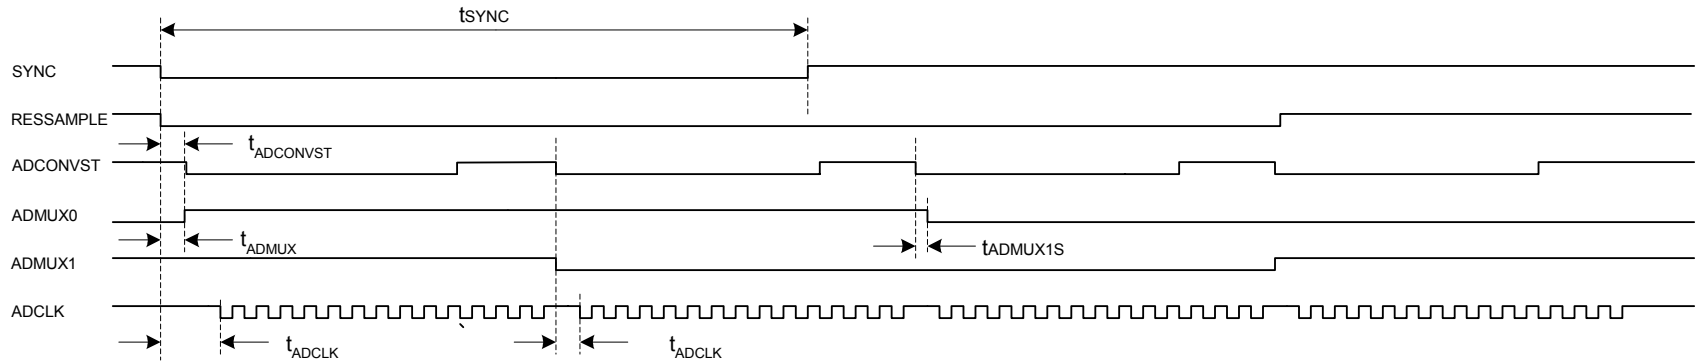 tSYNC
SYNC
RESSAMPLE
tADCONVST
ADCONVST
ADMUX0
tADMUX tADMUX1S
ADMUX1
ADCLK
tADCLK tADCLK